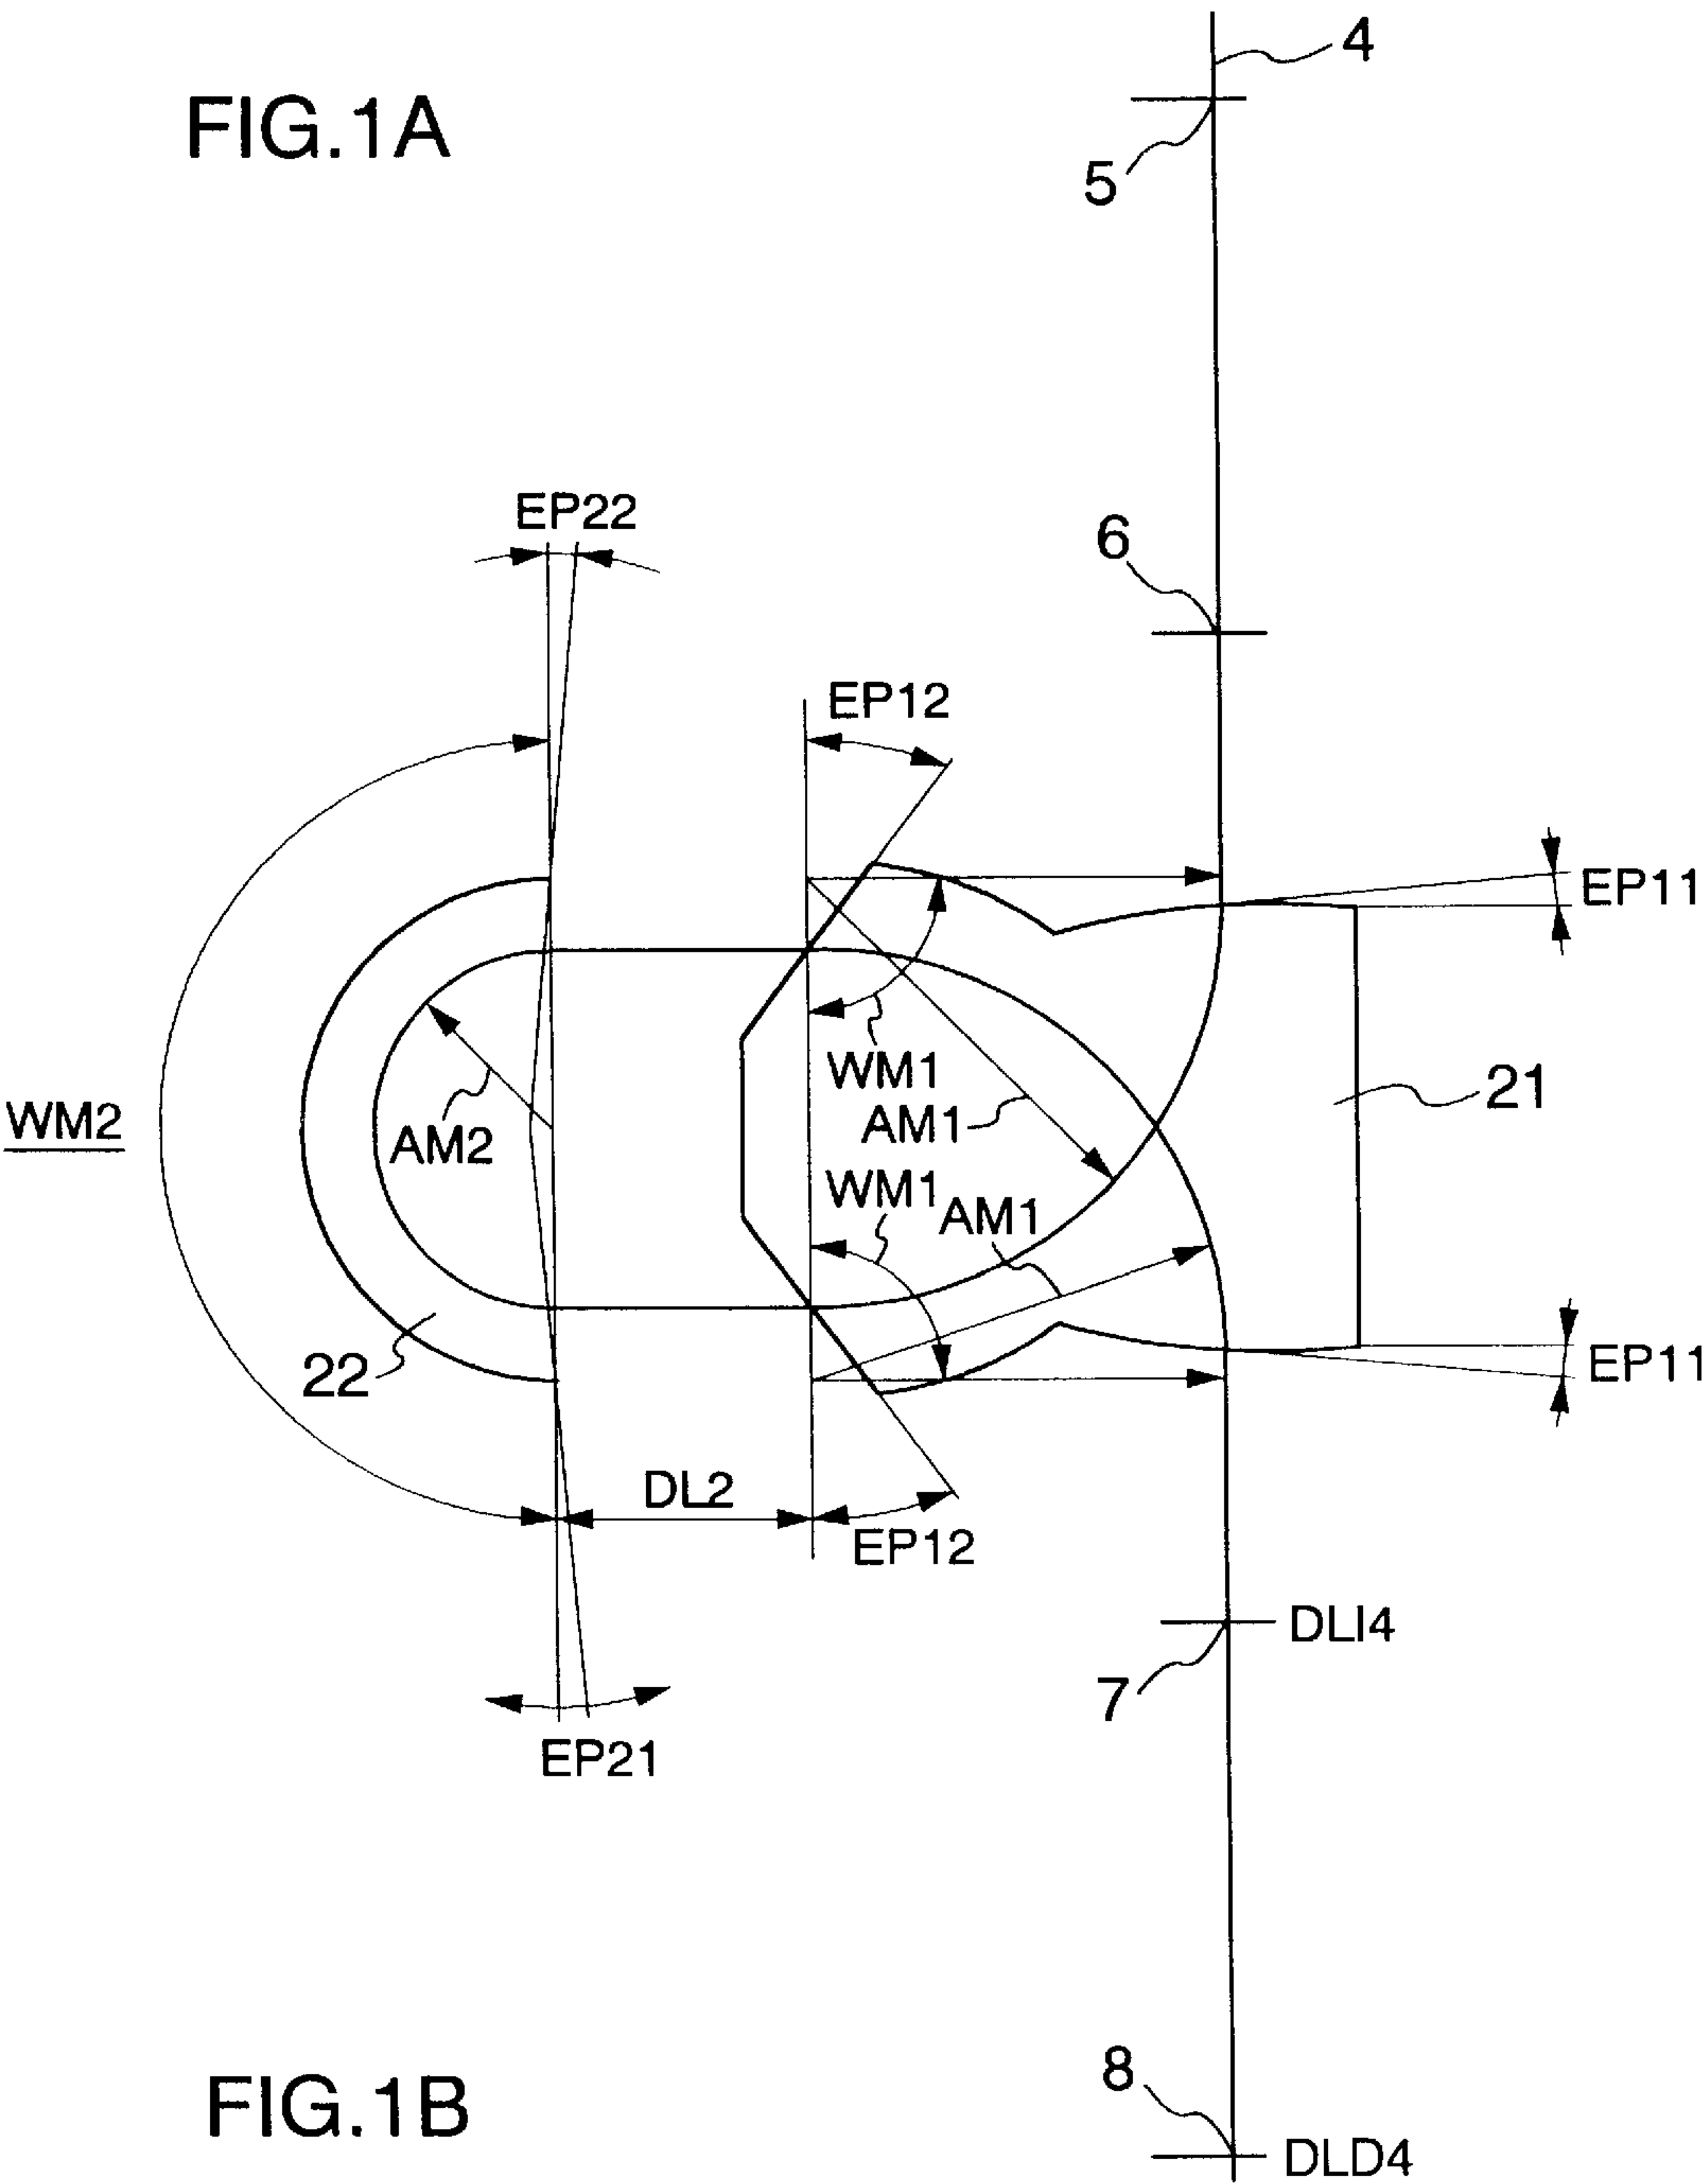 4
FIG.1A
5
EP22
6
EP12
EP11
WM1
21
WM2
AM1
AM2
WM1
AM1
22
EP11
DL2
EP12
DLI4
7
EP21
8
FIG.1B
DLD4